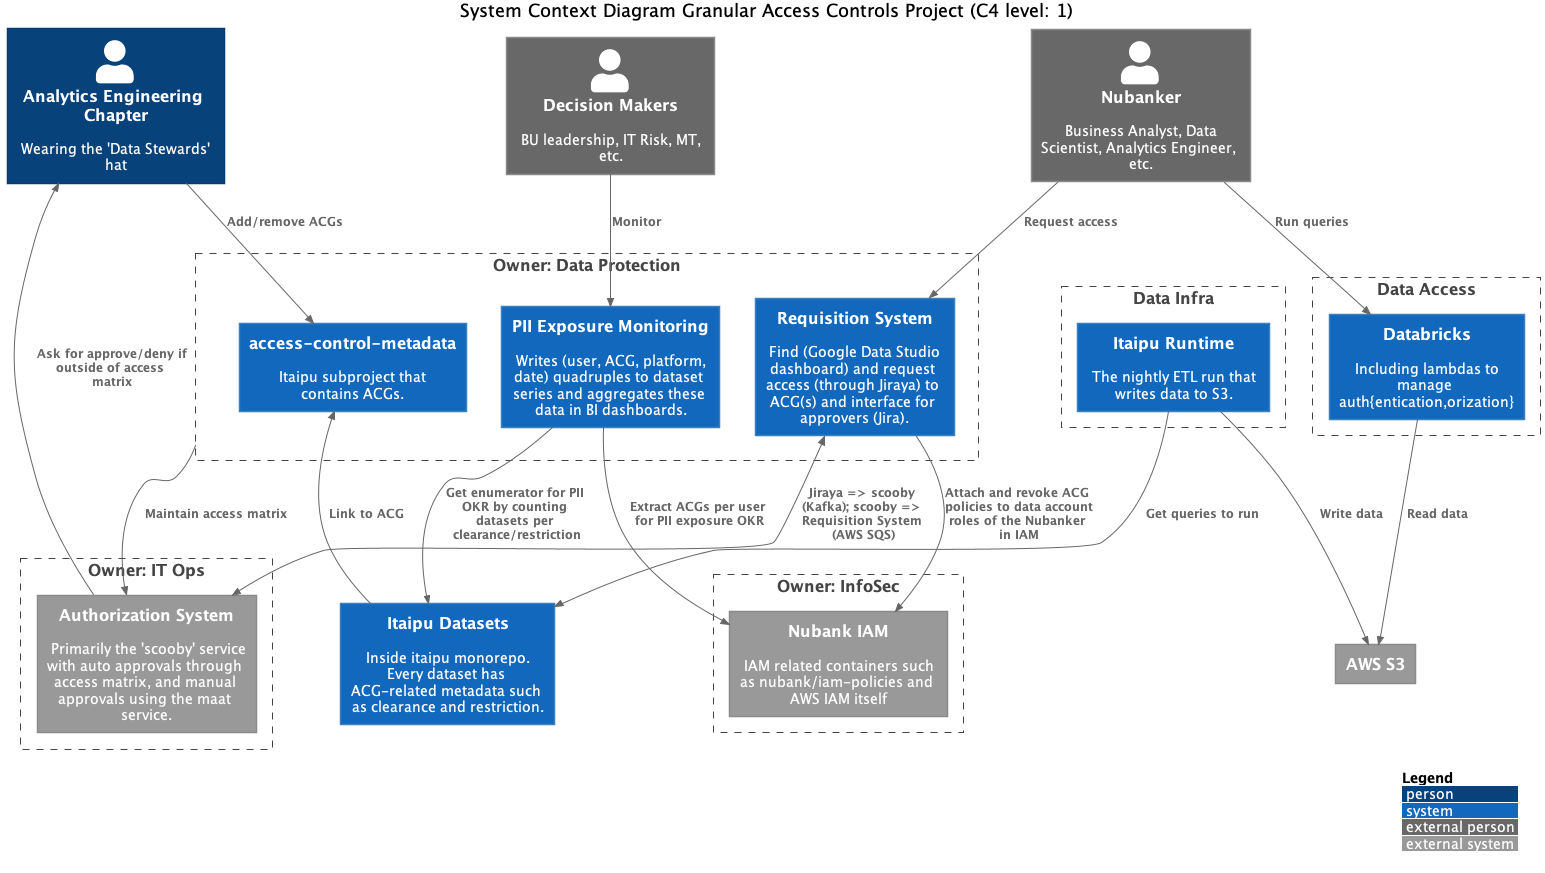 System Context Diagram Granular Access Controls Project (C4 level: 1)
Analytics Engineering
Chapter
Wearing the 'Data Stewards'
hat
Decision Makers
BU leadership, IT Risk, MT,
etc.
Nubanker
Business Analyst, Data
Scientist, Analytics Engineer,
etc.
Add/remove ACGs
Monitor
Request access
Run queries
Owner: Data Protection
access-control-metadata
Itaipu subproject that
contains ACGs.
PII Exposure Monitoring
Writes (user, ACG, platform,
date) quadruples to dataset
series and aggregates these
data in BI dashboards.
Requisition System
Find (Google Data Studio
dashboard) and request
access (through Jiraya) to
ACG(s) and interface for
approvers (Jira).
Data Infra
Itaipu Runtime
The nightly ETL run that
writes data to S3.
Data Access
Databricks
Including lambdas to
manage
auth{entication,orization}
Ask for approve/deny if
outside of access
matrix
Maintain access matrix
Link to ACG
Get enumerator for PII
OKR by counting
datasets per
clearance/restriction
Extract ACGs per user
for PII exposure OKR
Jiraya => scooby
(Kafka); scooby =>
Requisition System
(AWS SQS)
Attach and revoke ACG
policies to data account
roles of the Nubanker
in IAM
Get queries to run
Write data
Read data
Owner: IT Ops
Authorization System
Primarily the 'scooby' service
with auto approvals through
access matrix, and manual
approvals using the maat
service.
Itaipu Datasets
Inside itaipu monorepo.
Every dataset has
ACG-related metadata such
as clearance and restriction.
Owner: InfoSec
Nubank IAM
IAM related containers such
as nubank/iam-policies and
AWS IAM itself
AWS S3
Legend
person
system
external person
external system